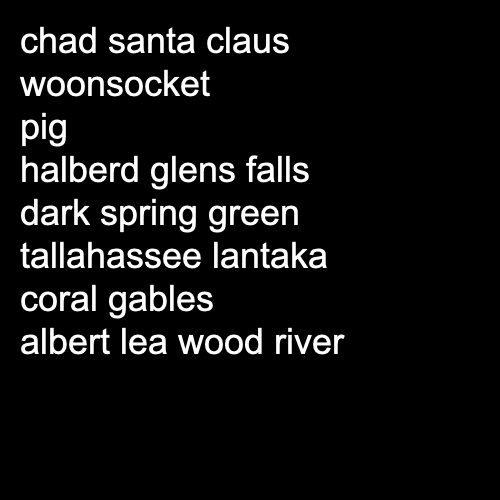 chad santa claus
woonsocket
pig
halberd glens falls
dark spring green
tallahassee lantaka
coral gables
albert lea wood river